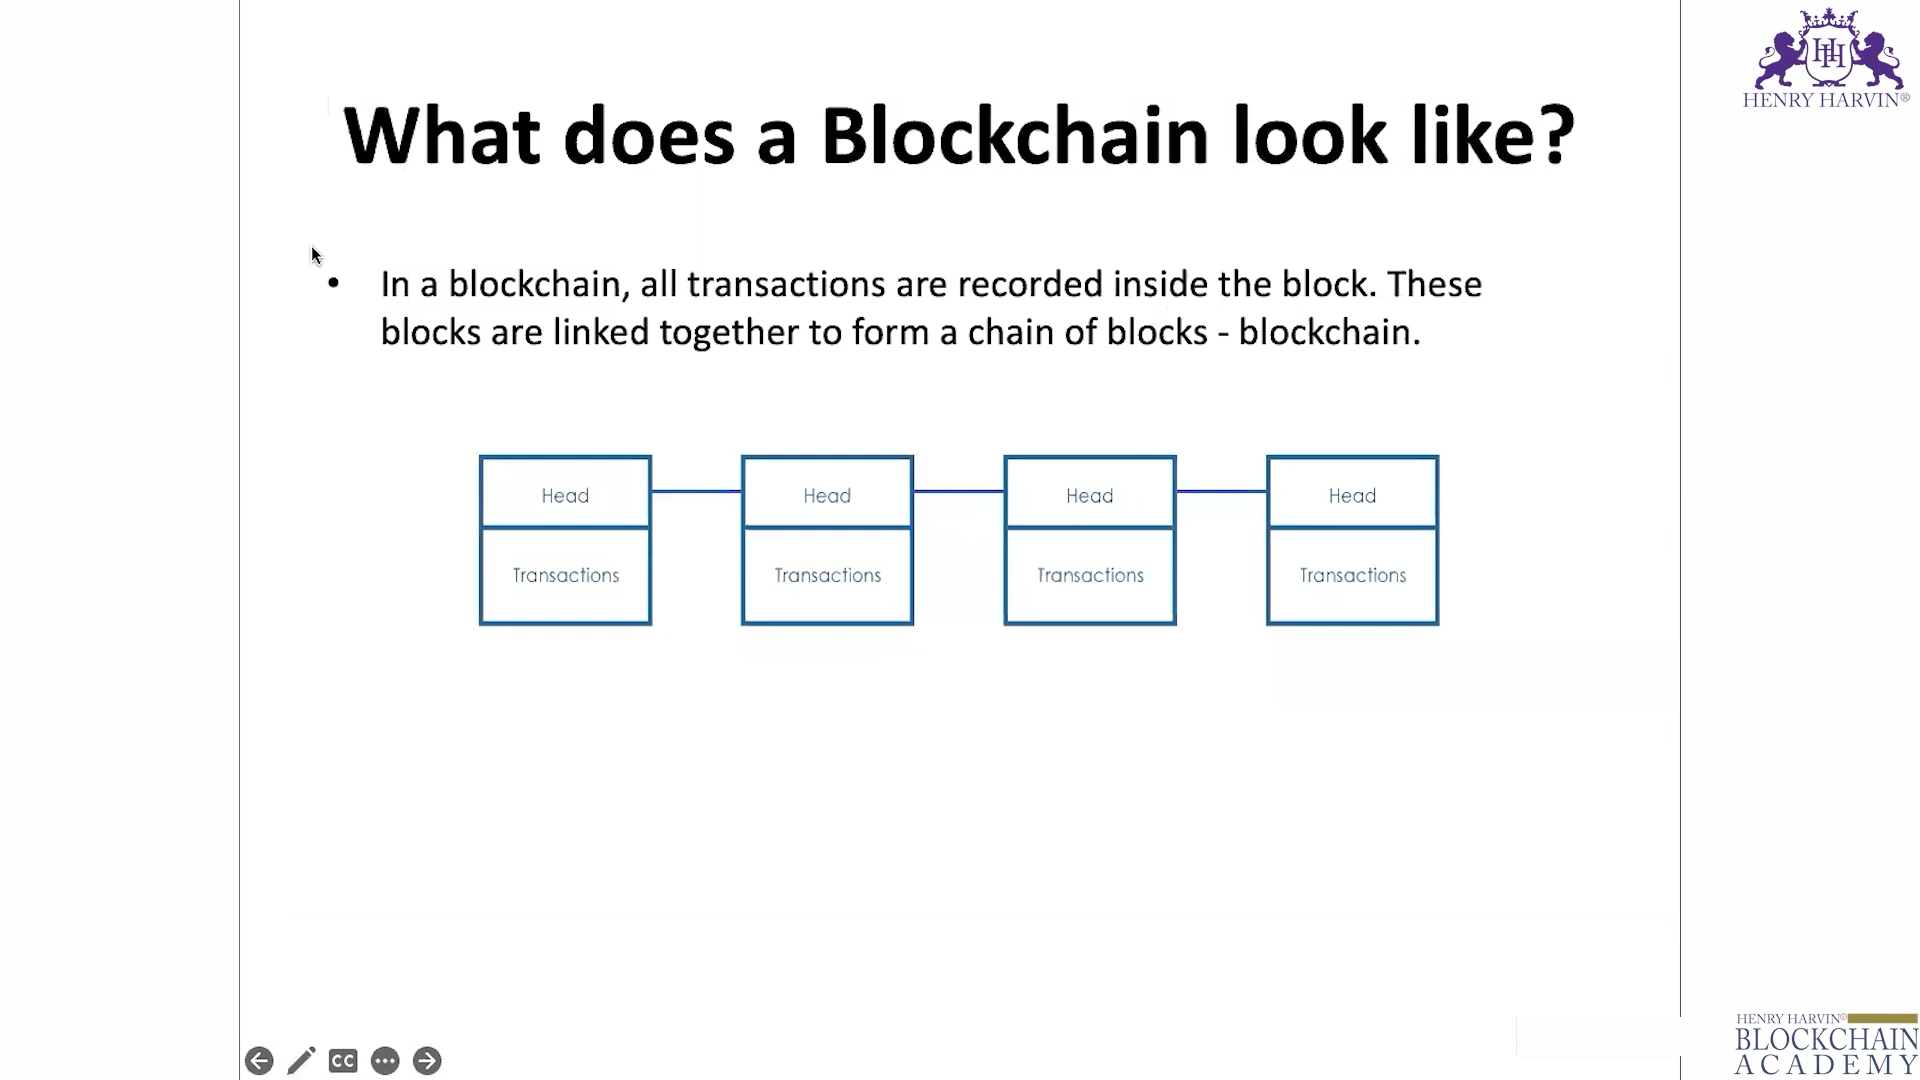 HENRY HARVIN®
What does a Blockchain look like?
• In a blockchain, all transactions are recorded inside the block. These
blocks are linked together to form a chain of blocks - blockchain.
Head Head Head Head
Transactions Transactions Transactions Transactions
CC
HENRY HARVIN®
BLOCKCHAIN
ACADEMY